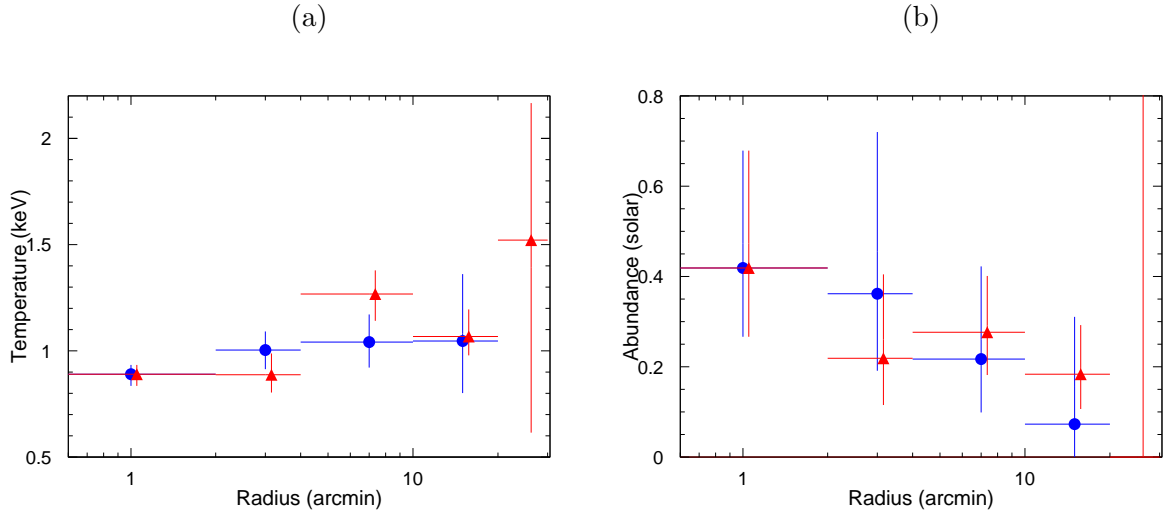 (a)
(b)
2
1.5
1
0.5
Temperature (keV)
1
10
Radius (arcmin)
0.8
0.6
0.4
0.2
0
Abundance (solar)
1
10
Radius (arcmin)